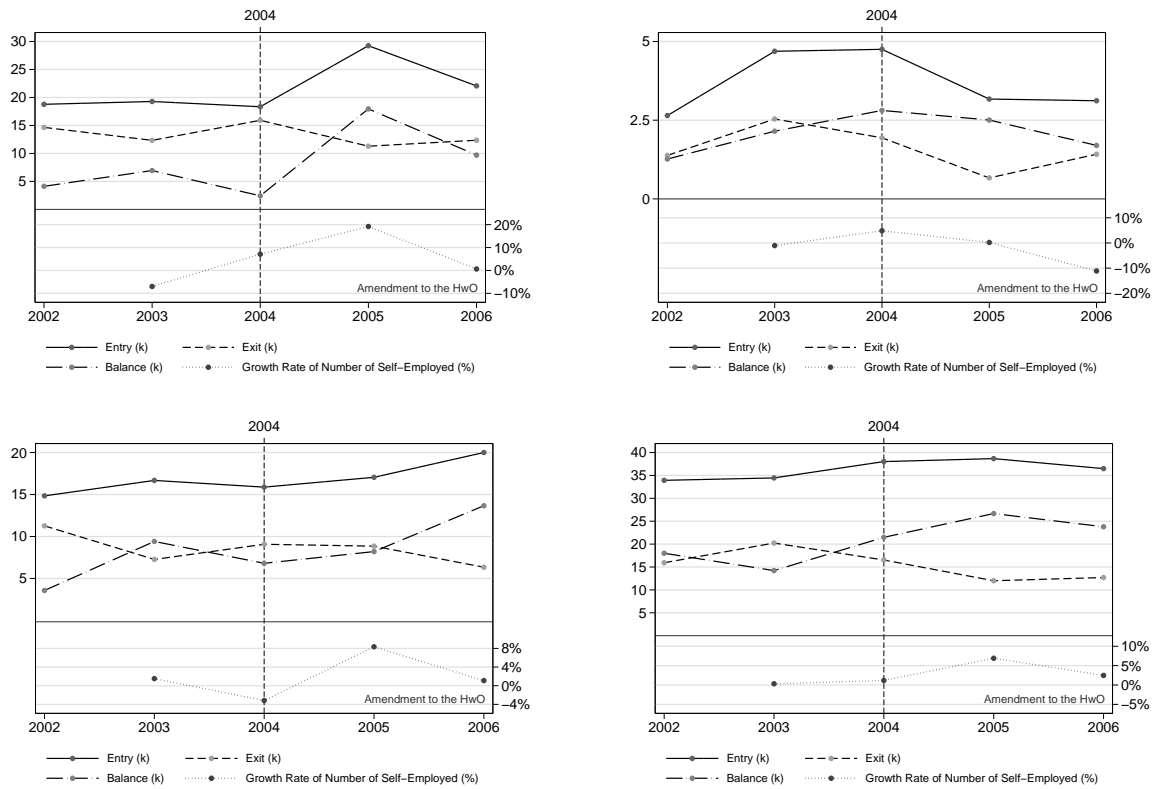 2004
30
25
20
15
10
5
20%
10%
0%
−10%
Amendment to the HwO
2002 2003 2004 2005 2006
Entry (k) Exit (k)
Balance (k) Growth Rate of Number of Self−Employed (%)
2004
5
2.5
0
10%
0%
−10%
−20%
Amendment to the HwO
2002 2003 2004 2005 2006
Entry (k) Exit (k)
Balance (k) Growth Rate of Number of Self−Employed (%)
2004
20
15
10
5
8%
4%
0%
−4%
Amendment to the HwO
2002 2003 2004 2005 2006
Entry (k) Exit (k)
Balance (k) Growth Rate of Number of Self−Employed (%)
2004
40
35
30
25
20
15
10
5
10%
5%
0%
−5%
Amendment to the HwO
2002 2003 2004 2005 2006
Entry (k) Exit (k)
Balance (k) Growth Rate of Number of Self−Employed (%)